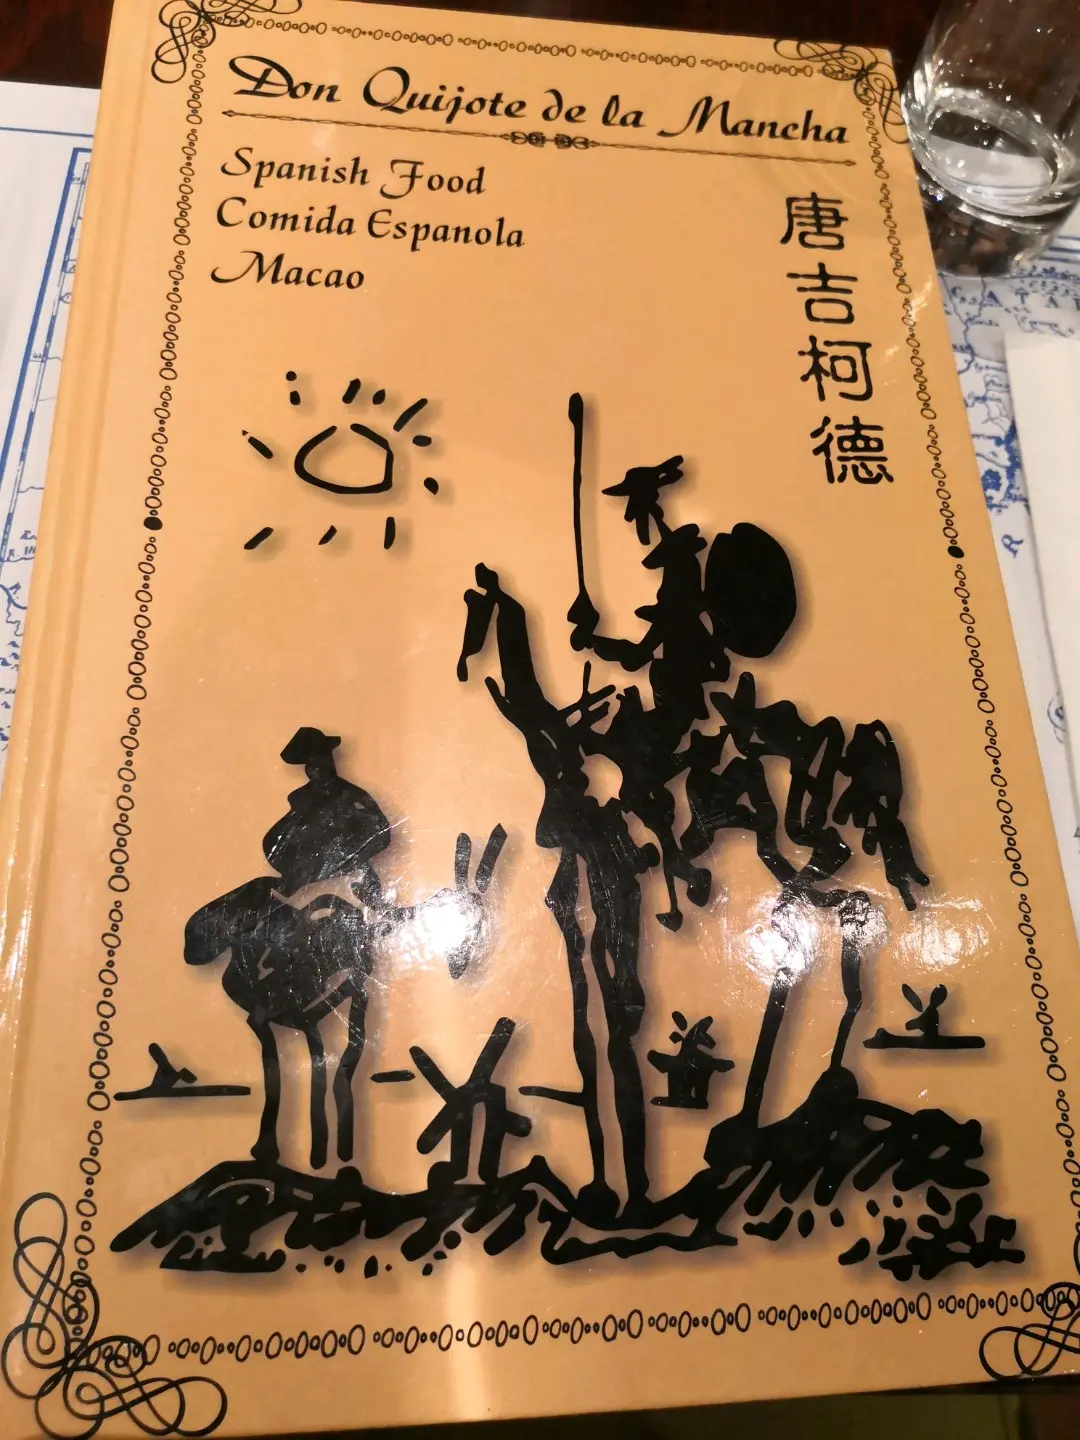 Don Quijote de la Mancha
Spanish Food
Comida Espanola
Macao
唐吉柯德